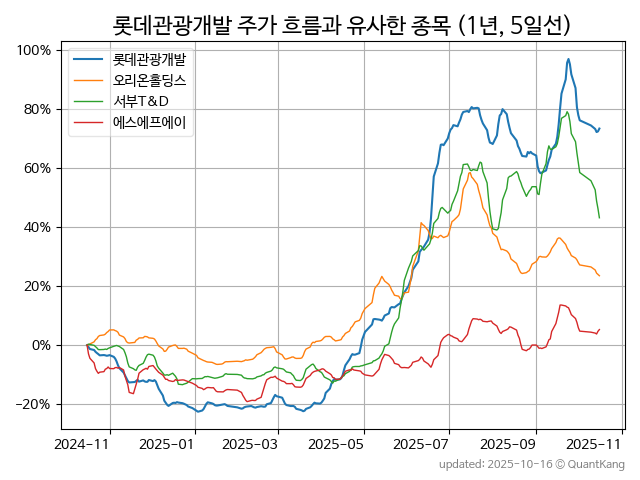 롯데관광개발 주가 흐름과 유사한 종목 (1년, 5일선)
100%
80%
60%
40%
20%
0%
−20%
롯데관광개발
오리온홀딩스
서부T&D
에스에프에이
2024-11
2025-01
2025-03
2025-05
2025-07
2025-09
2025-11
updated: 2025-10-16 © QuantKang